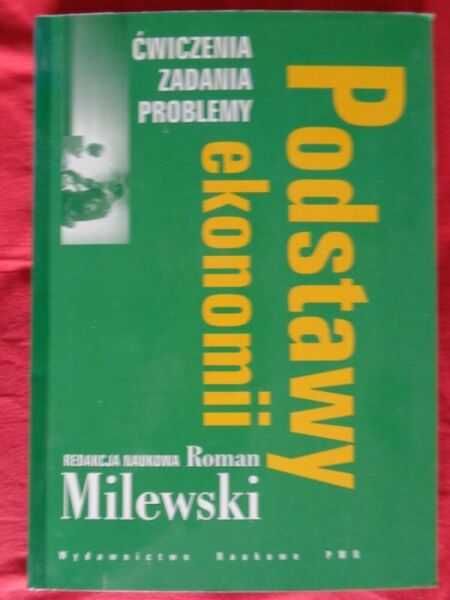 ĆWICZENIA
ZADANIA
PROBLEMY
Podstawy
ekonomii
REDAKCJA NAUKOWA Roman
Milewski
Wydawnictwo Naukowe PWN